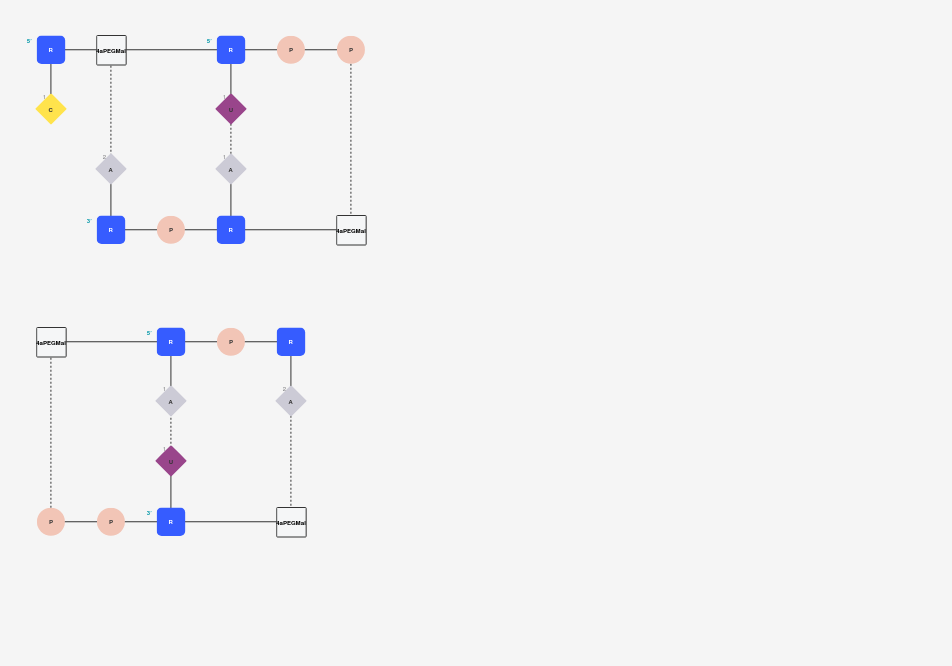 5' R 4aPEGMal 5' R P P
1 C 1 U
2 A 1 A
3' R P R 4aPEGMal
4aPEGMal 5' R P R
1 A 2 A
1 U
P P 3' R 4aPEGMal